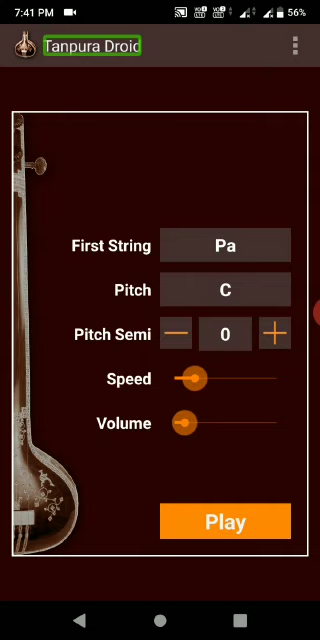 7:41 PM
56%
Tanpura Droid
First String Pa
Pitch C
Pitch Semi 0
Speed
Volume
Play